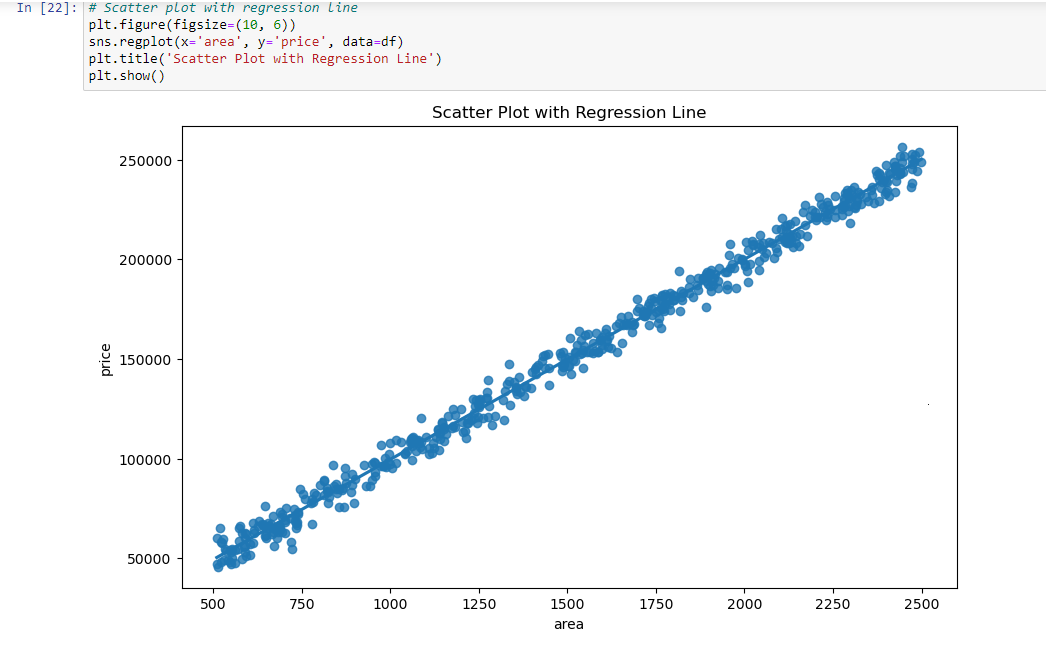 In [22]: # Scatter plot with regression line
plt.figure(figsize=(10, 6))
sns.regplot(x='area', y='price', data=df)
plt.title('Scatter Plot with Regression Line')
plt.show()
Scatter Plot with Regression Line
250000
200000
150000
100000
50000
price
500 750 1000 1250 1500 1750 2000 2250 2500
area